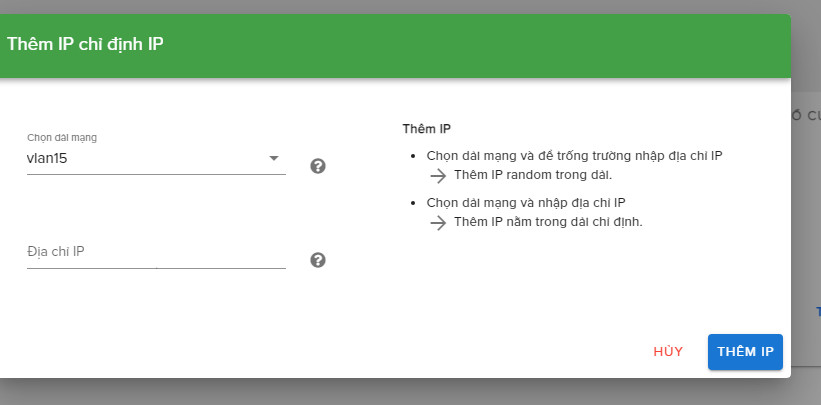 Thêm IP chỉ định IP
Chọn dải mạng
vlan15
Địa chỉ IP
Thêm IP
Chọn dải mạng và để trống trường nhập địa chỉ IP
→ Thêm IP random trong dải.
Chọn dải mạng và nhập địa chỉ IP
→ Thêm IP nằm trong dải chỉ định.
HỦY
THÊM IP